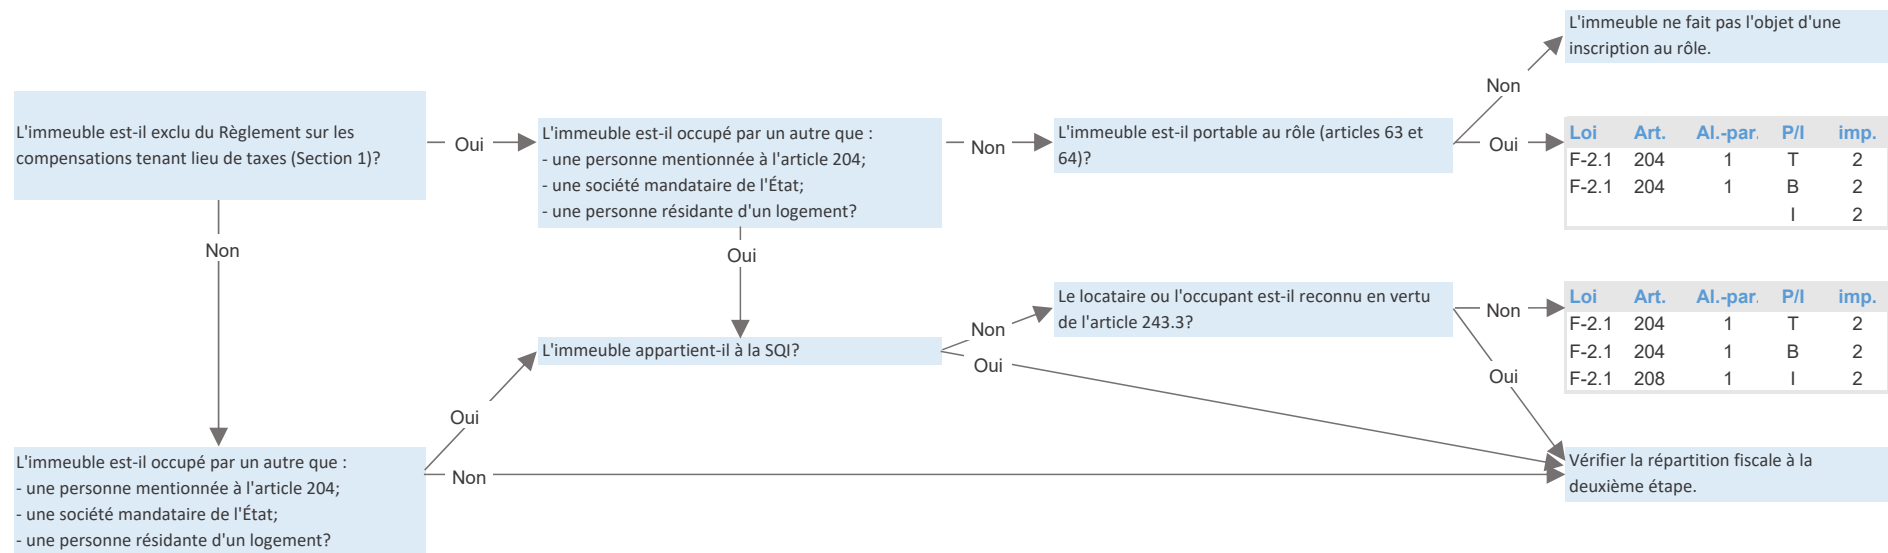 L'immeuble ne fait pas l'objet d'une
inscription au rôle.
Non
L'immeuble est-il exclu du Règlement sur les
compensations tenant lieu de taxes (Section 1)?
Oui
L'immeuble est-il occupé par un autre que :
- une personne mentionnée à l'article 204;
- une société mandataire de l'État;
- une personne résidante d'un logement?
Non
L'immeuble est-il portable au rôle (articles 63 et
64)?
Oui
Loi Art. Al.-par. P/I imp.
F-2.1 204 1 T 2
F-2.1 204 1 B 2
I 2
Non
Oui
L'immeuble appartient-il à la SQI?
Non
Oui
Le locataire ou l'occupant est-il reconnu en vertu
de l'article 243.3?
Non
Oui
Loi Art. Al.-par. P/I imp.
F-2.1 204 1 T 2
F-2.1 204 1 B 2
F-2.1 208 1 I 2
Oui
L'immeuble est-il occupé par un autre que :
- une personne mentionnée à l'article 204;
- une société mandataire de l'État;
- une personne résidante d'un logement?
Non
Vérifier la répartition fiscale à la
deuxième étape.